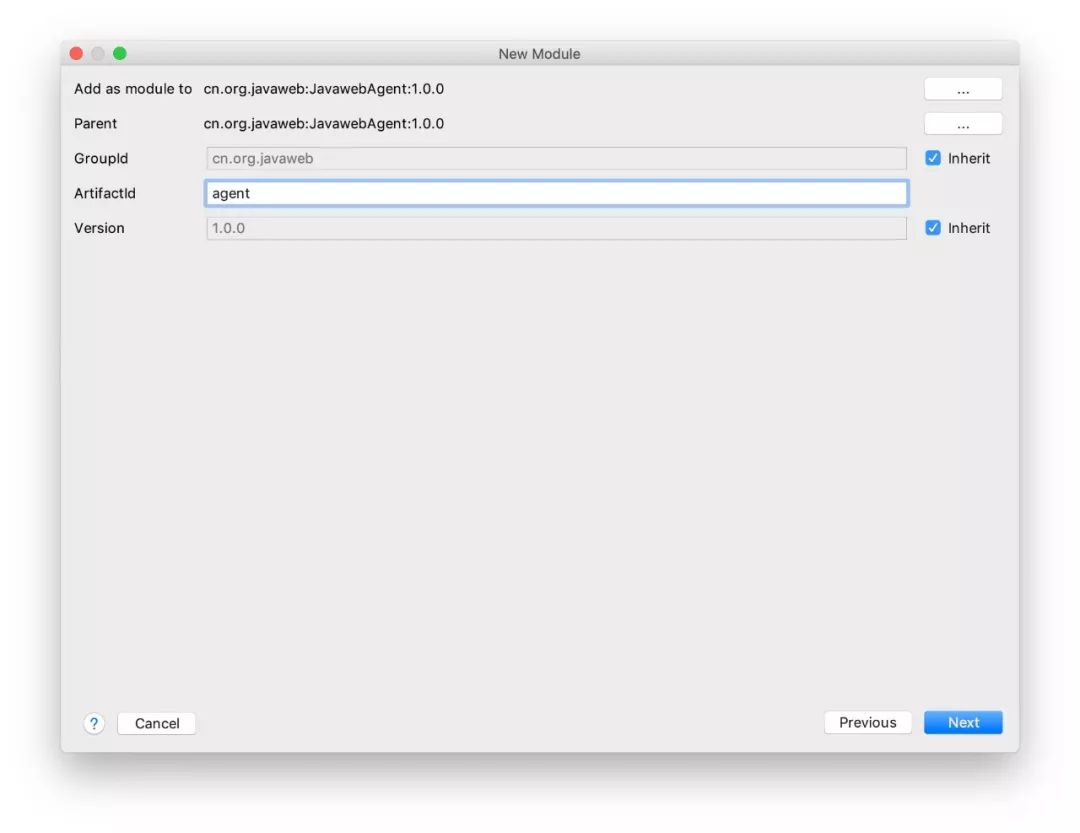 New Module
Add as module to cn.org.javaweb:JavawebAgent:1.0.0 ...
Parent cn.org.javaweb:JavawebAgent:1.0.0 ...
GroupId cn.org.javaweb Inherit
ArtifactId agent
Version 1.0.0 Inherit
? Cancel Previous Next